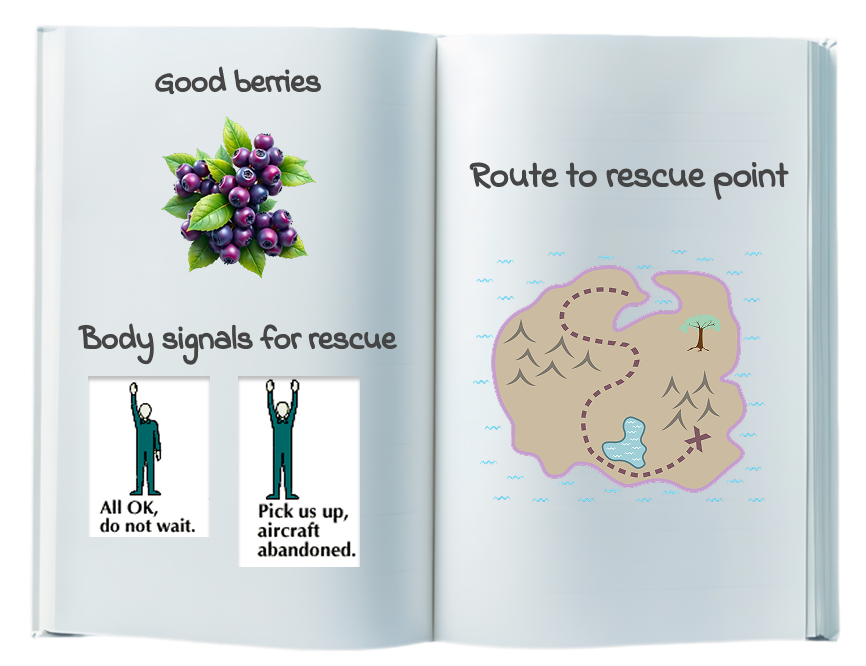 Good berries
Body signals for rescue
All OK,
do not wait.
Pick us up,
aircraft
abandoned.
Route to rescue point